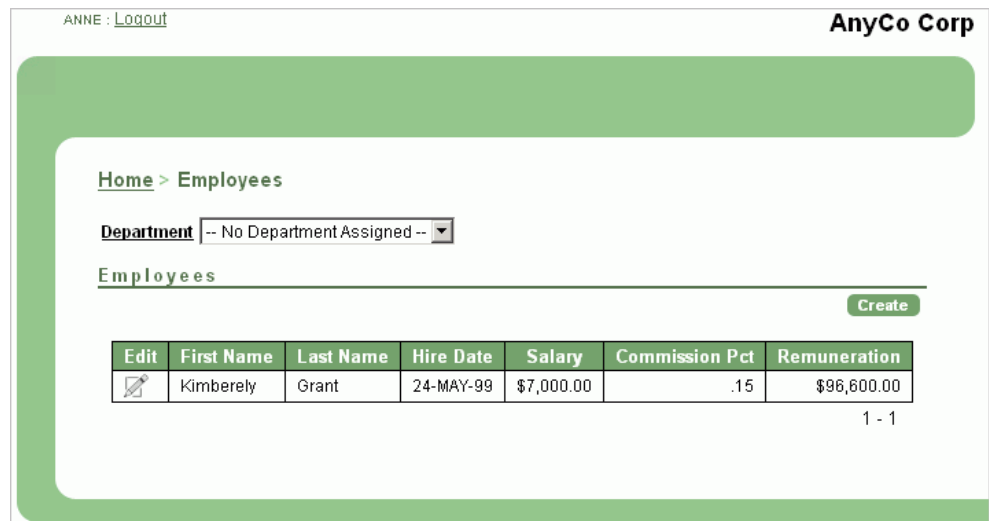 ANNE : Logout
AnyCo Corp
Home > Employees
Department -- No Department Assigned --
Employees
Create
Edit First Name Last Name Hire Date Salary Commission Pct Remuneration
Kimberely Grant 24-MAY-99 $7,000.00 .15 $96,600.00
1 - 1